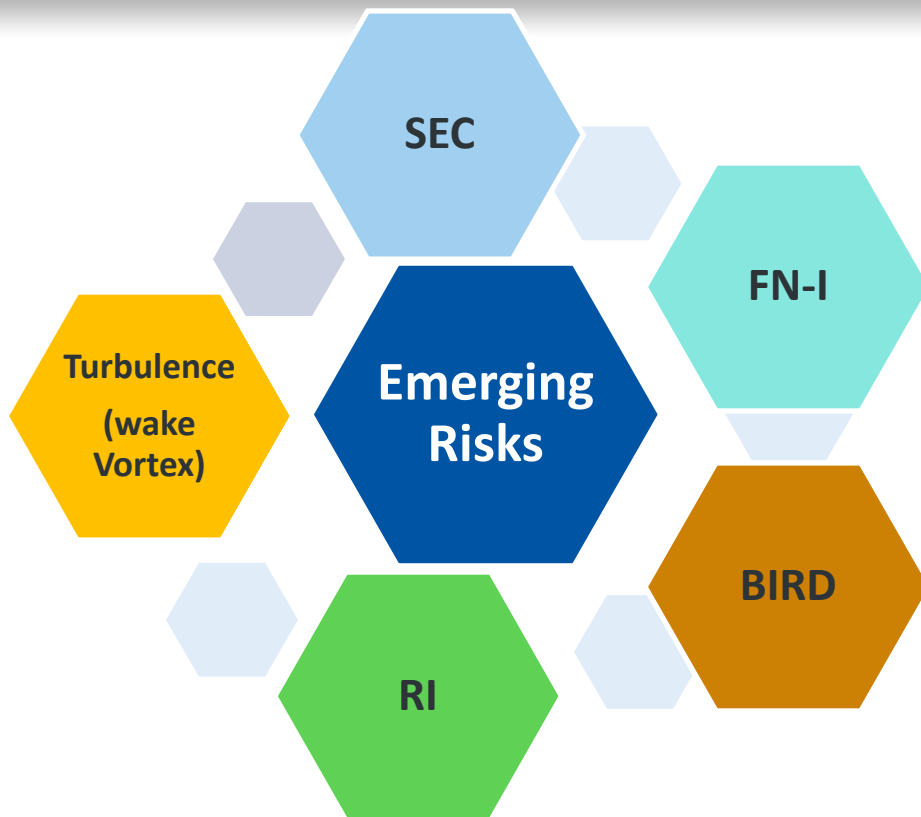 SEC
FN-I
Emerging
Risks
Turbulence
(wake
Vortex)
BIRD
RI